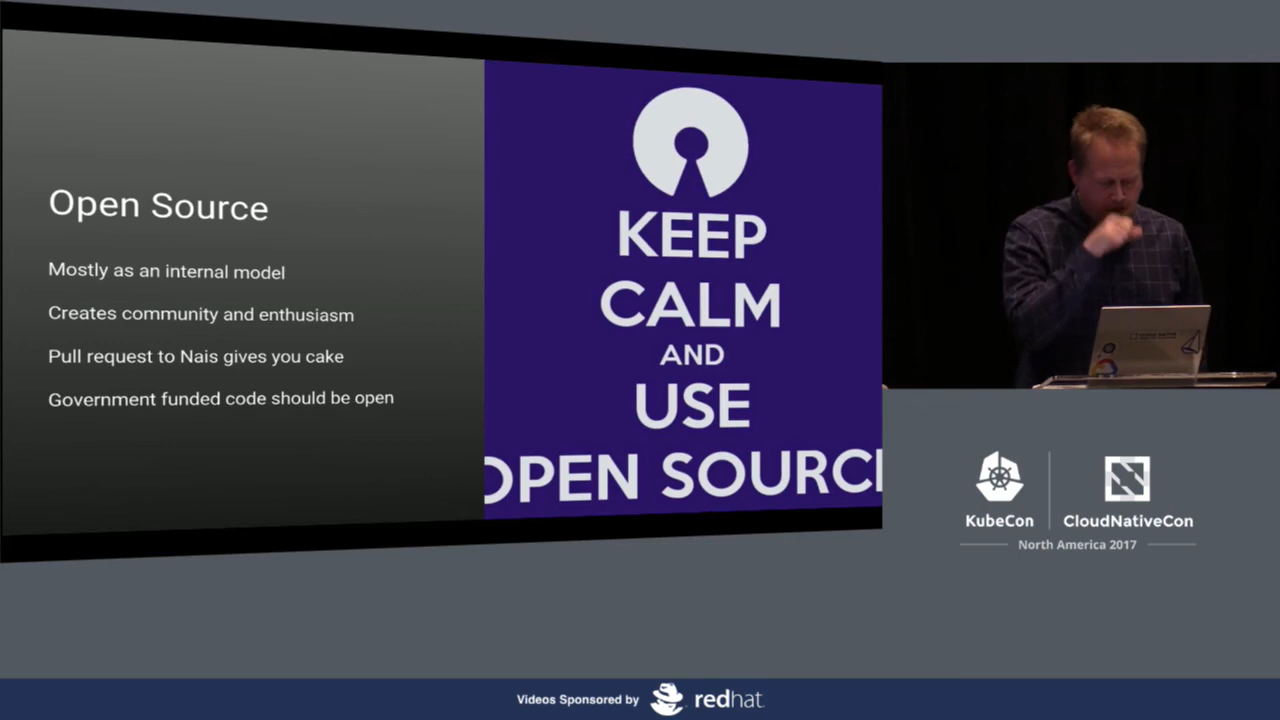 Open Source
Mostly as an internal model
Creates community and enthusiasm
Pull request to Nais gives you cake
Government funded code should be open
KEEP
CALM
AND
USE
OPEN SOURCE
KubeCon
CloudNativeCon
North America 2017
Videos Sponsored by
redhat